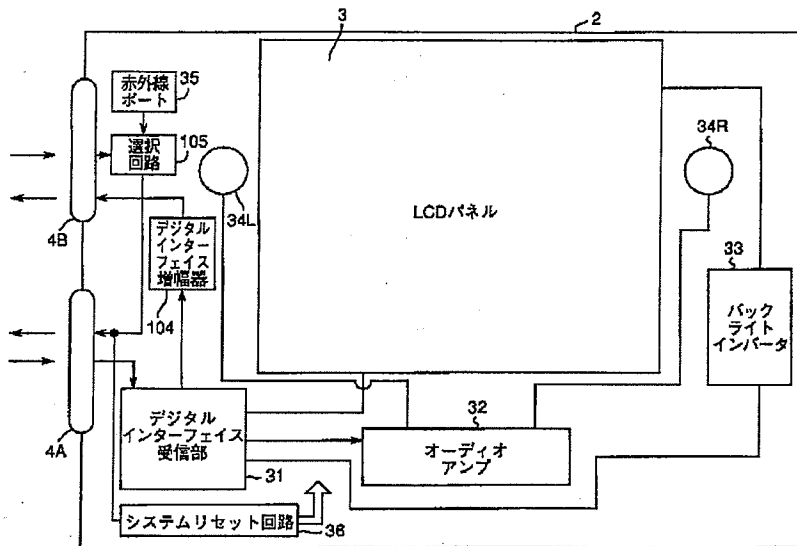 3
2
赤外線
ポート
35
選択
回路
105
34L
34R
LCDパネル
4B
デジタル
インター
フェイス
増幅器
104
33
バック
ライト
インバータ
4A
デジタル
インターフェイス
受信部
31
32
オーディオ
アンプ
システムリセット回路
36